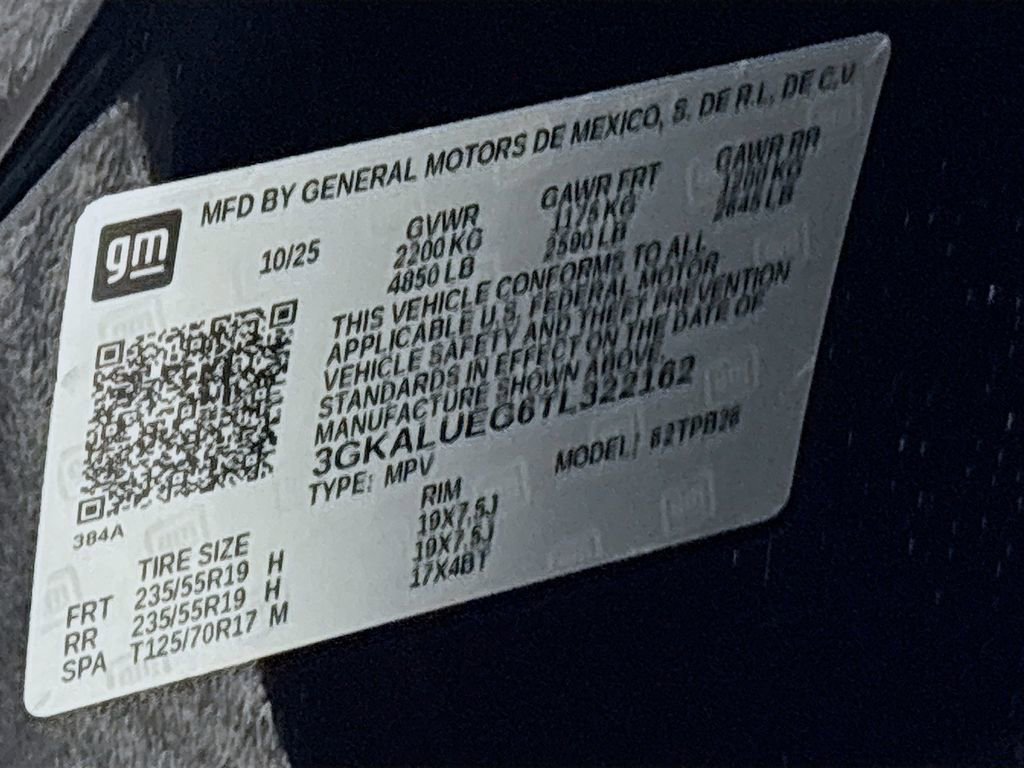 MFD BY GENERAL MOTORS DE MEXICO, S. DE R.L. DE C.V
gm
10/25
GVWR
2200 KG
4850 LB
GAWR FRT
1175 KG
2590 LB
GAWR RR
1200 KG
2645 LB
THIS VEHICLE CONFORMS TO ALL
APPLICABLE U.S. FEDERAL MOTOR
VEHICLE SAFETY AND THEFT PREVENTION
STANDARDS IN EFFECT ON THE DATE OF
MANUFACTURE SHOWN ABOVE.
3GKALUEG6TL322162
TYPE: MPV MODEL:
384A
TIRE SIZE RIM
FRT 235/55R19 H 19X7.5J
RR 235/55R19 H 19X7.5J
SPA T125/70R17 M 17X4BT